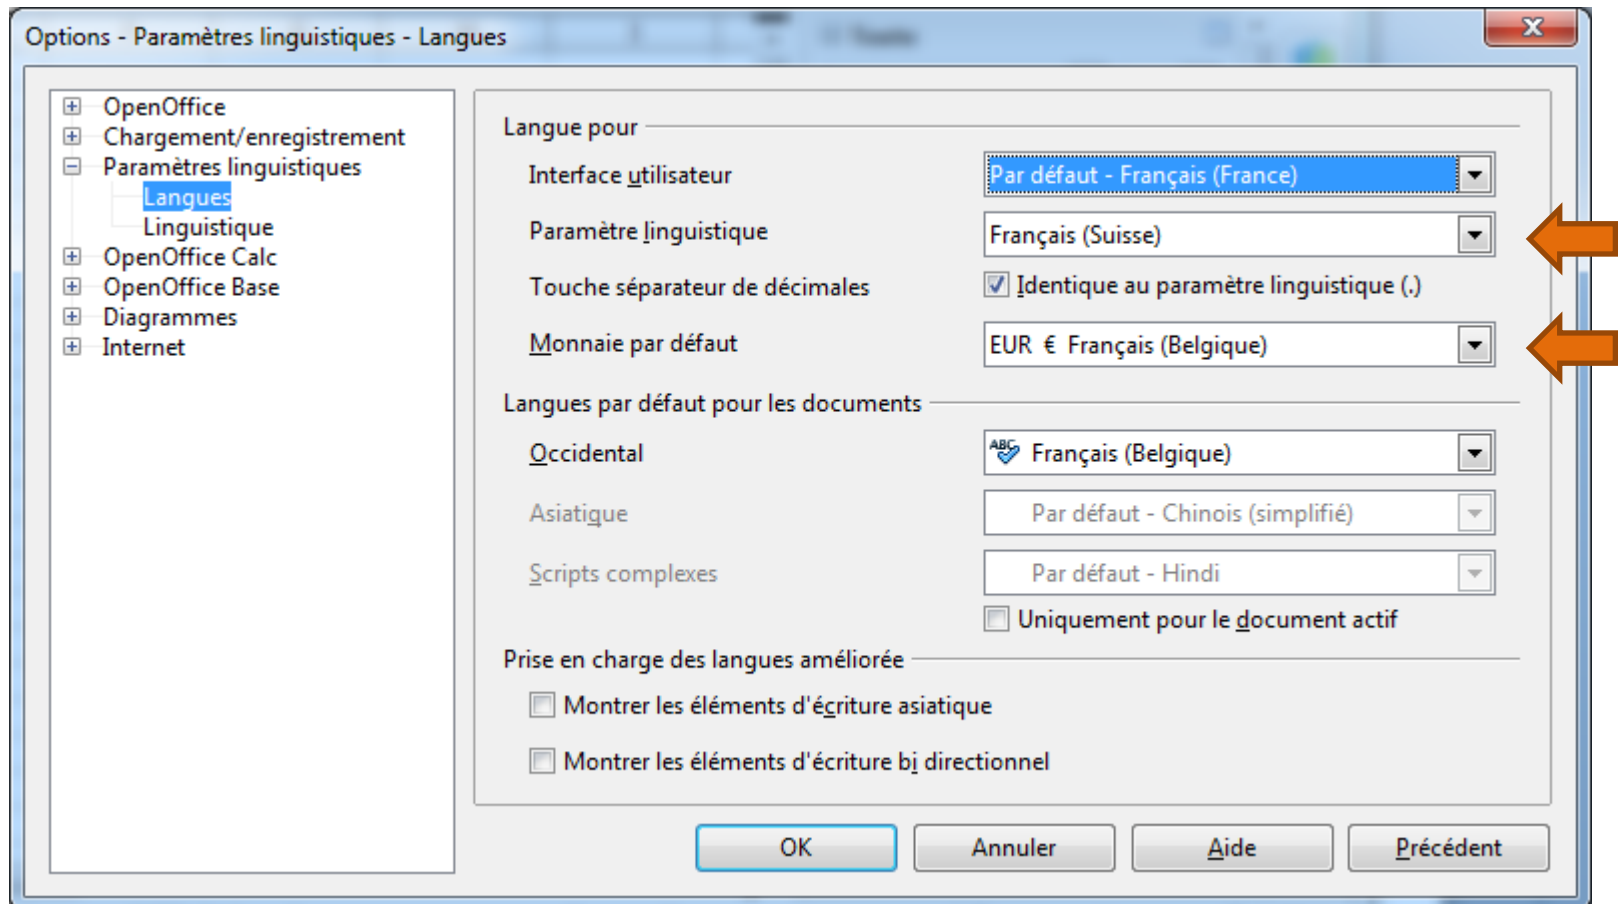 Options - Paramètres linguistiques - Langues
OpenOffice
Chargement/enregistrement
Paramètres linguistiques
Langues
Linguistique
OpenOffice Calc
OpenOffice Base
Diagrammes
Internet
Langue pour
Interface utilisateur
Par défaut - Français (France)
Paramètre linguistique
Français (Suisse)
Touche séparateur de décimales
Identique au paramètre linguistique (.)
Monnaie par défaut
EUR € Français (Belgique)
Langues par défaut pour les documents
Occidental
ABC Français (Belgique)
Asiatique
Par défaut - Chinois (simplifié)
Scripts complexes
Par défaut - Hindi
Uniquement pour le document actif
Prise en charge des langues améliorée
Montrer les éléments d'écriture asiatique
Montrer les éléments d'écriture bi directionnel
OK Annuler Aide Précédent